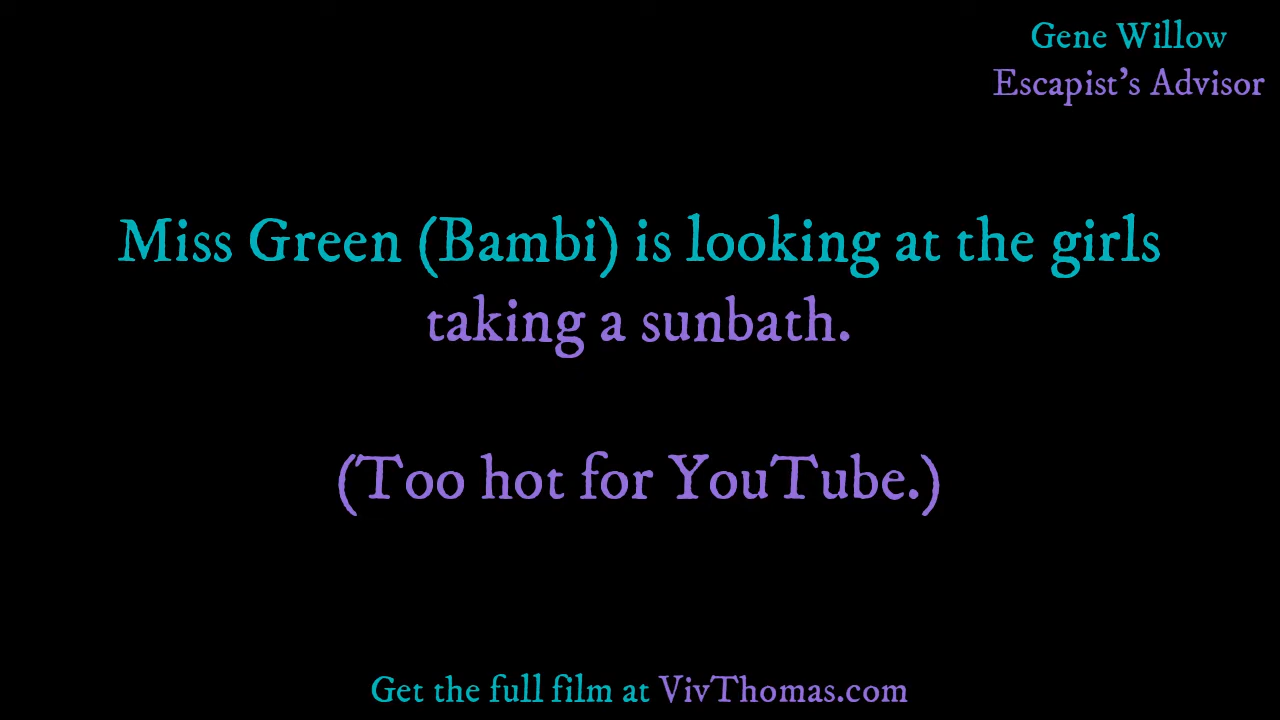 Gene Willow
Escapist's Advisor
Miss Green (Bambi) is looking at the girls
taking a sunbath.
(Too hot for YouTube.)
Get the full film at VivThomas.com